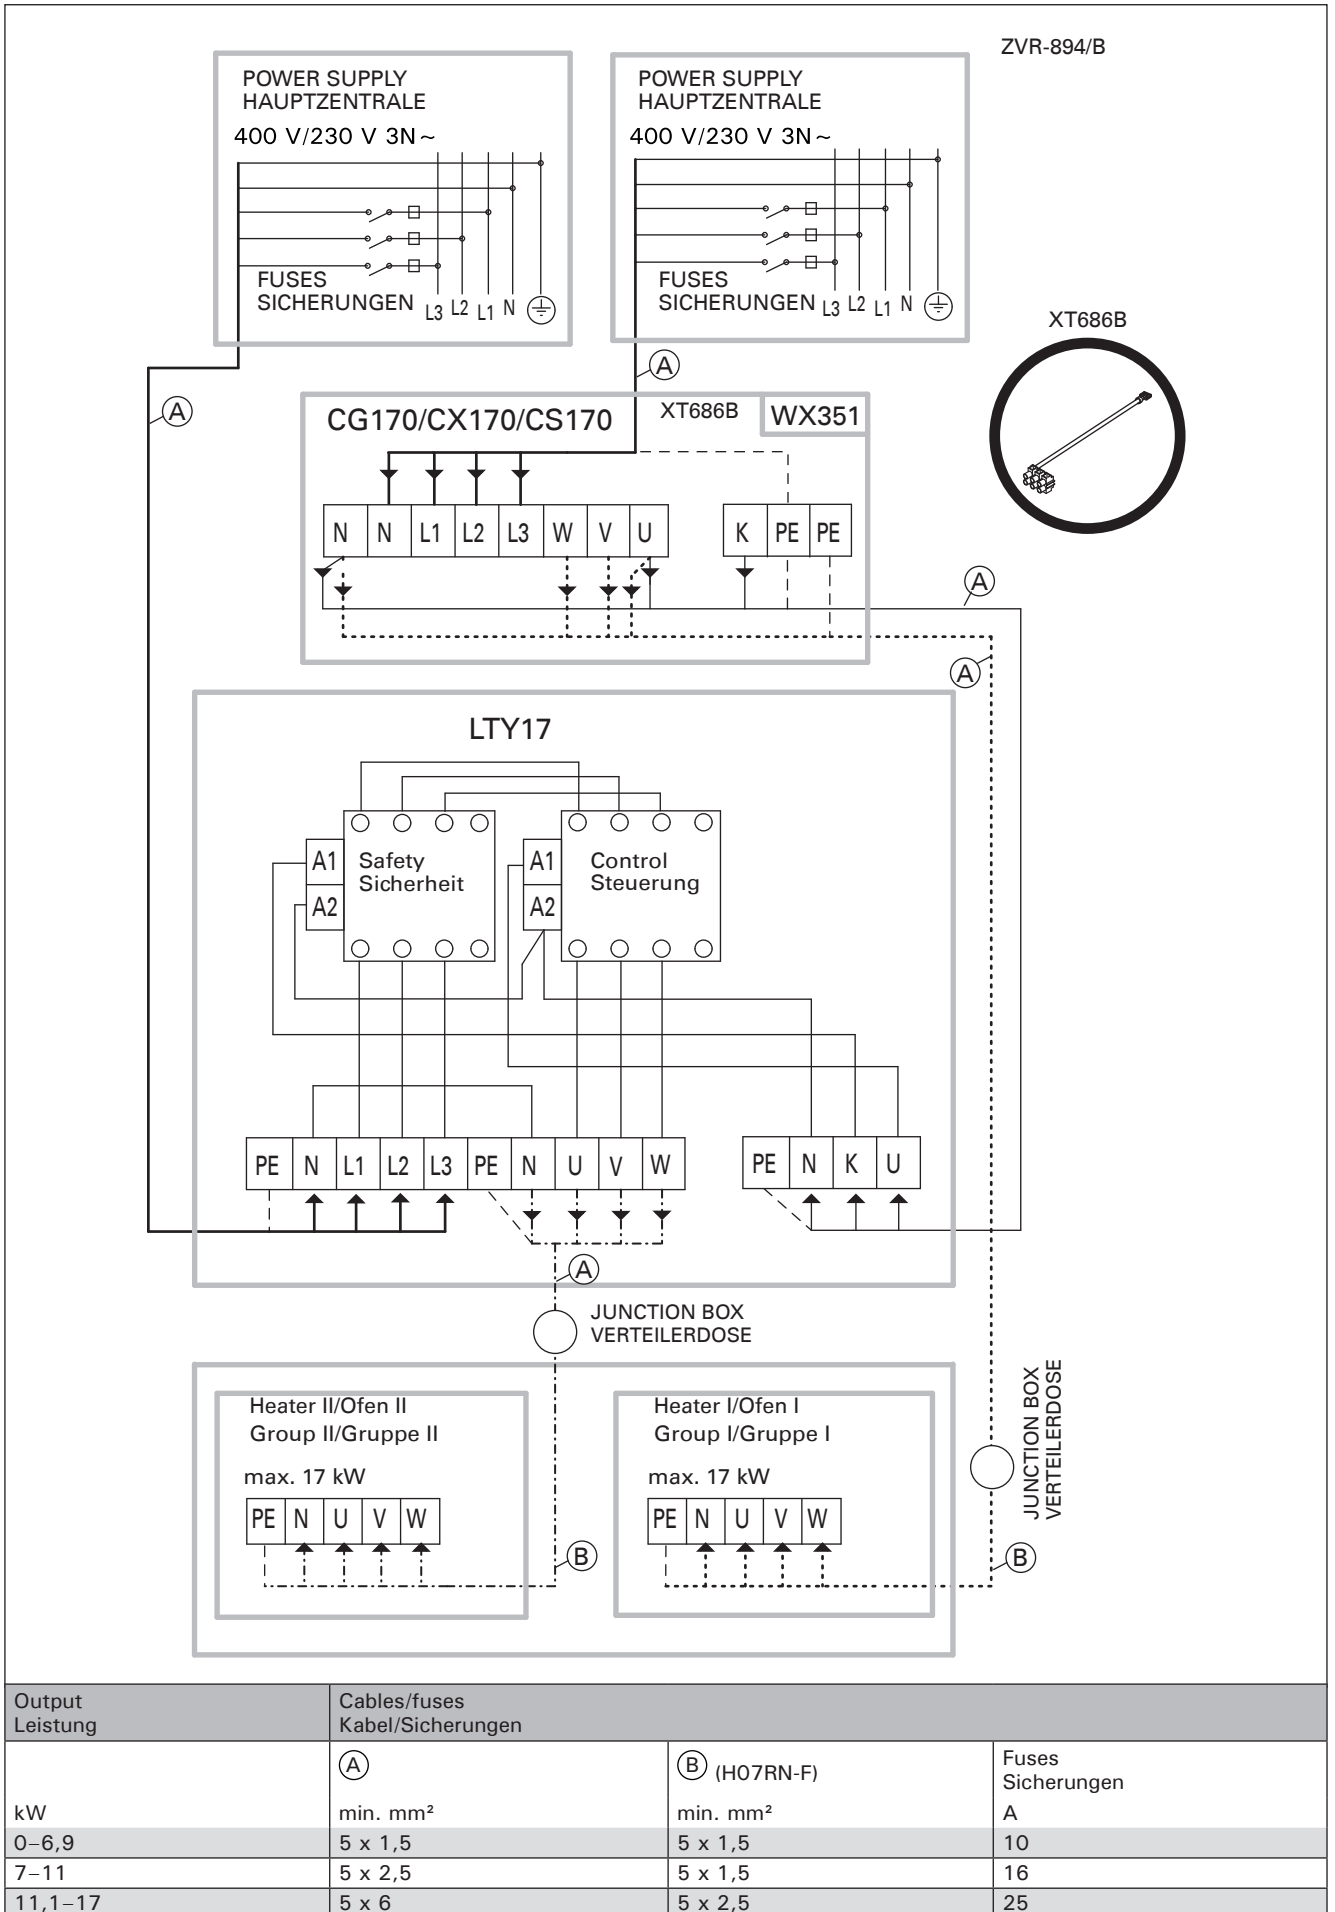 ZVR-894/B
POWER SUPPLY
HAUPTZENTRALE
400 V/230 V 3N~
FUSES
SICHERUNGEN
L3 L2 L1 N
POWER SUPPLY
HAUPTZENTRALE
400 V/230 V 3N~
FUSES
SICHERUNGEN
L3 L2 L1 N
XT686B
A
A
CG170/CX170/CS170
XT686B
WX351
N N L1 L2 L3 W V U
K PE PE
A
A
LTY17
A1
A2
Safety
Sicherheit
A1
A2
Control
Steuerung
PE N L1 L2 L3 PE N U V W
PE N K U
A
JUNCTION BOX
VERTEILERDOSE
Heater II/Ofen II
Group II/Gruppe II
max. 17 kW
PE N U V W
B
Heater I/Ofen I
Group I/Gruppe I
max. 17 kW
PE N U V W
JUNCTION BOX
VERTEILERDOSE
B
Output
Leistung
Cables/fuses
Kabel/Sicherungen
A
B (H07RN-F)
Fuses
Sicherungen
kW min. mm² min. mm² A
0–6,9 5 x 1,5 5 x 1,5 10
7–11 5 x 2,5 5 x 1,5 16
11,1–17 5 x 6 5 x 2,5 25